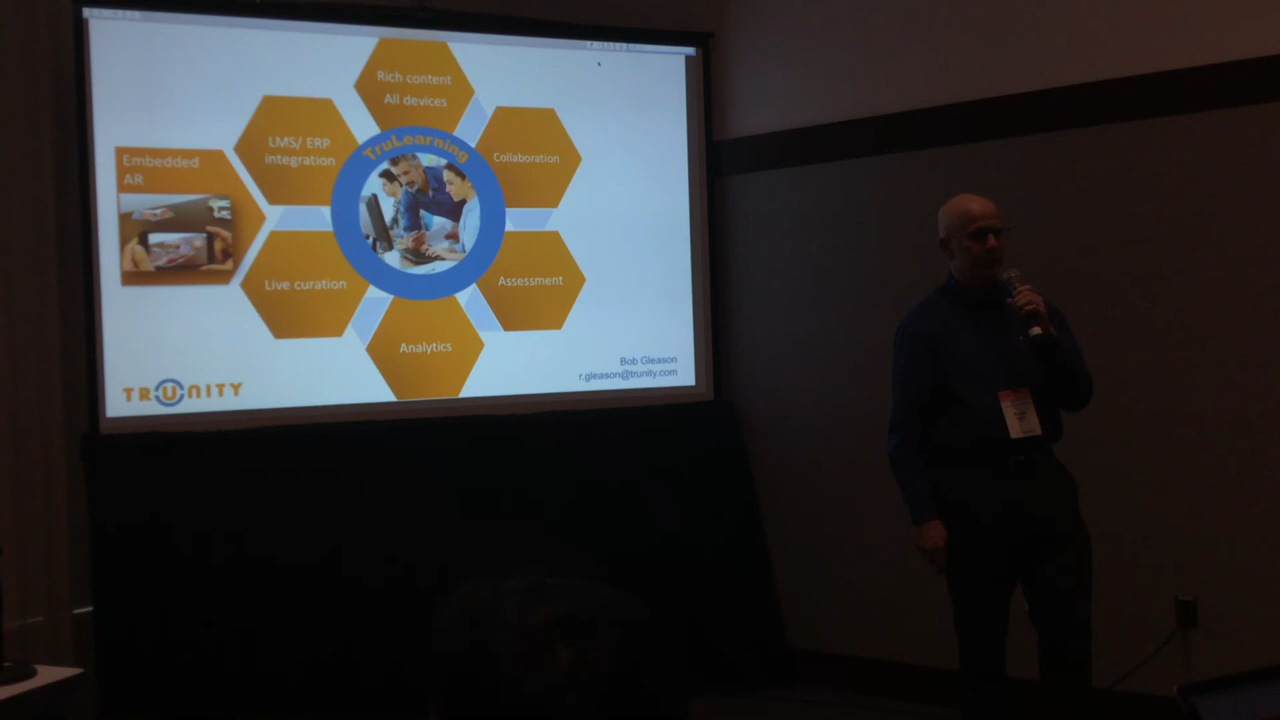 Rich content
All devices
LMS/ ERP
integration
TruLearning
Collaboration
Embedded
AR
Live curation
Assessment
Analytics
Bob Gleason
r.gleason@trunity.com
TRUNITY